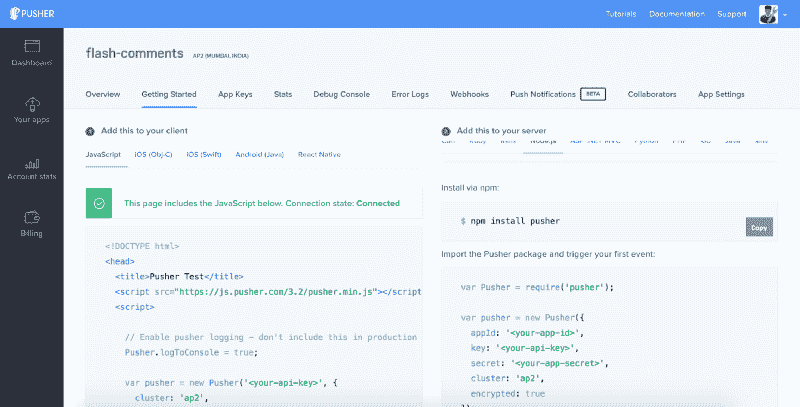 PUSHER
Tutorials Documentation Support
Dashboard
Your apps
Account stats
Billing
flash-comments AP2 (MUMBAI, INDIA)
Overview Getting Started App Keys Stats Debug Console Error Logs Webhooks Push Notifications BETA Collaborators App Settings
Add this to your client
JavaScript iOS (Obj-C) iOS (Swift) Android (Java) React Native
This page includes the JavaScript below. Connection state: Connected
<!DOCTYPE html>
<head>
<title>Pusher Test</title>
<script src="https://js.pusher.com/3.2/pusher.min.js"></script
<script>
// Enable pusher logging - don't include this in production
Pusher.logToConsole = true;
var pusher = new Pusher('<your-api-key>', {
cluster: 'ap2',
Add this to your server
Node.js
Install via npm:
$ npm install pusher
Copy
Import the Pusher package and trigger your first event:
var Pusher = require('pusher');
var pusher = new Pusher({
appId: '<your-app-id>',
key: '<your-api-key>',
secret: '<your-app-secret>',
cluster: 'ap2',
encrypted: true